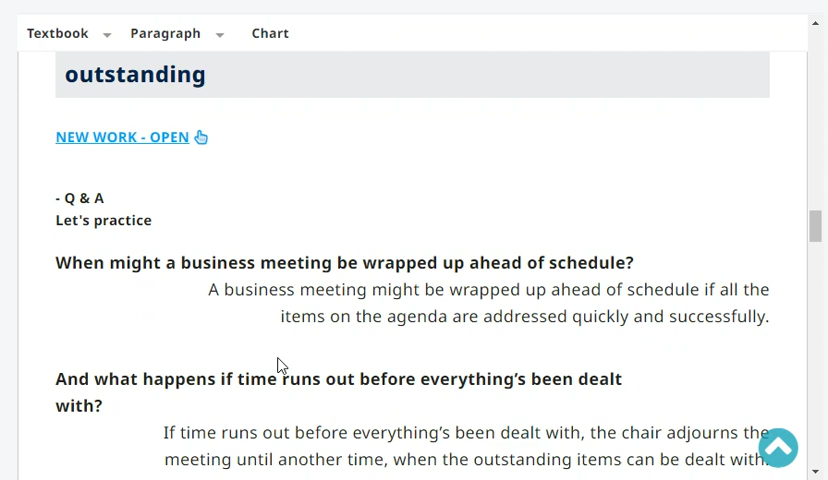 Textbook Paragraph Chart
outstanding
NEW WORK - OPEN
- Q & A
Let's practice
When might a business meeting be wrapped up ahead of schedule?
A business meeting might be wrapped up ahead of schedule if all the
items on the agenda are addressed quickly and successfully.
And what happens if time runs out before everything’s been dealt
with?
If time runs out before everything’s been dealt with, the chair adjourns the
meeting until another time, when the outstanding items can be dealt with.